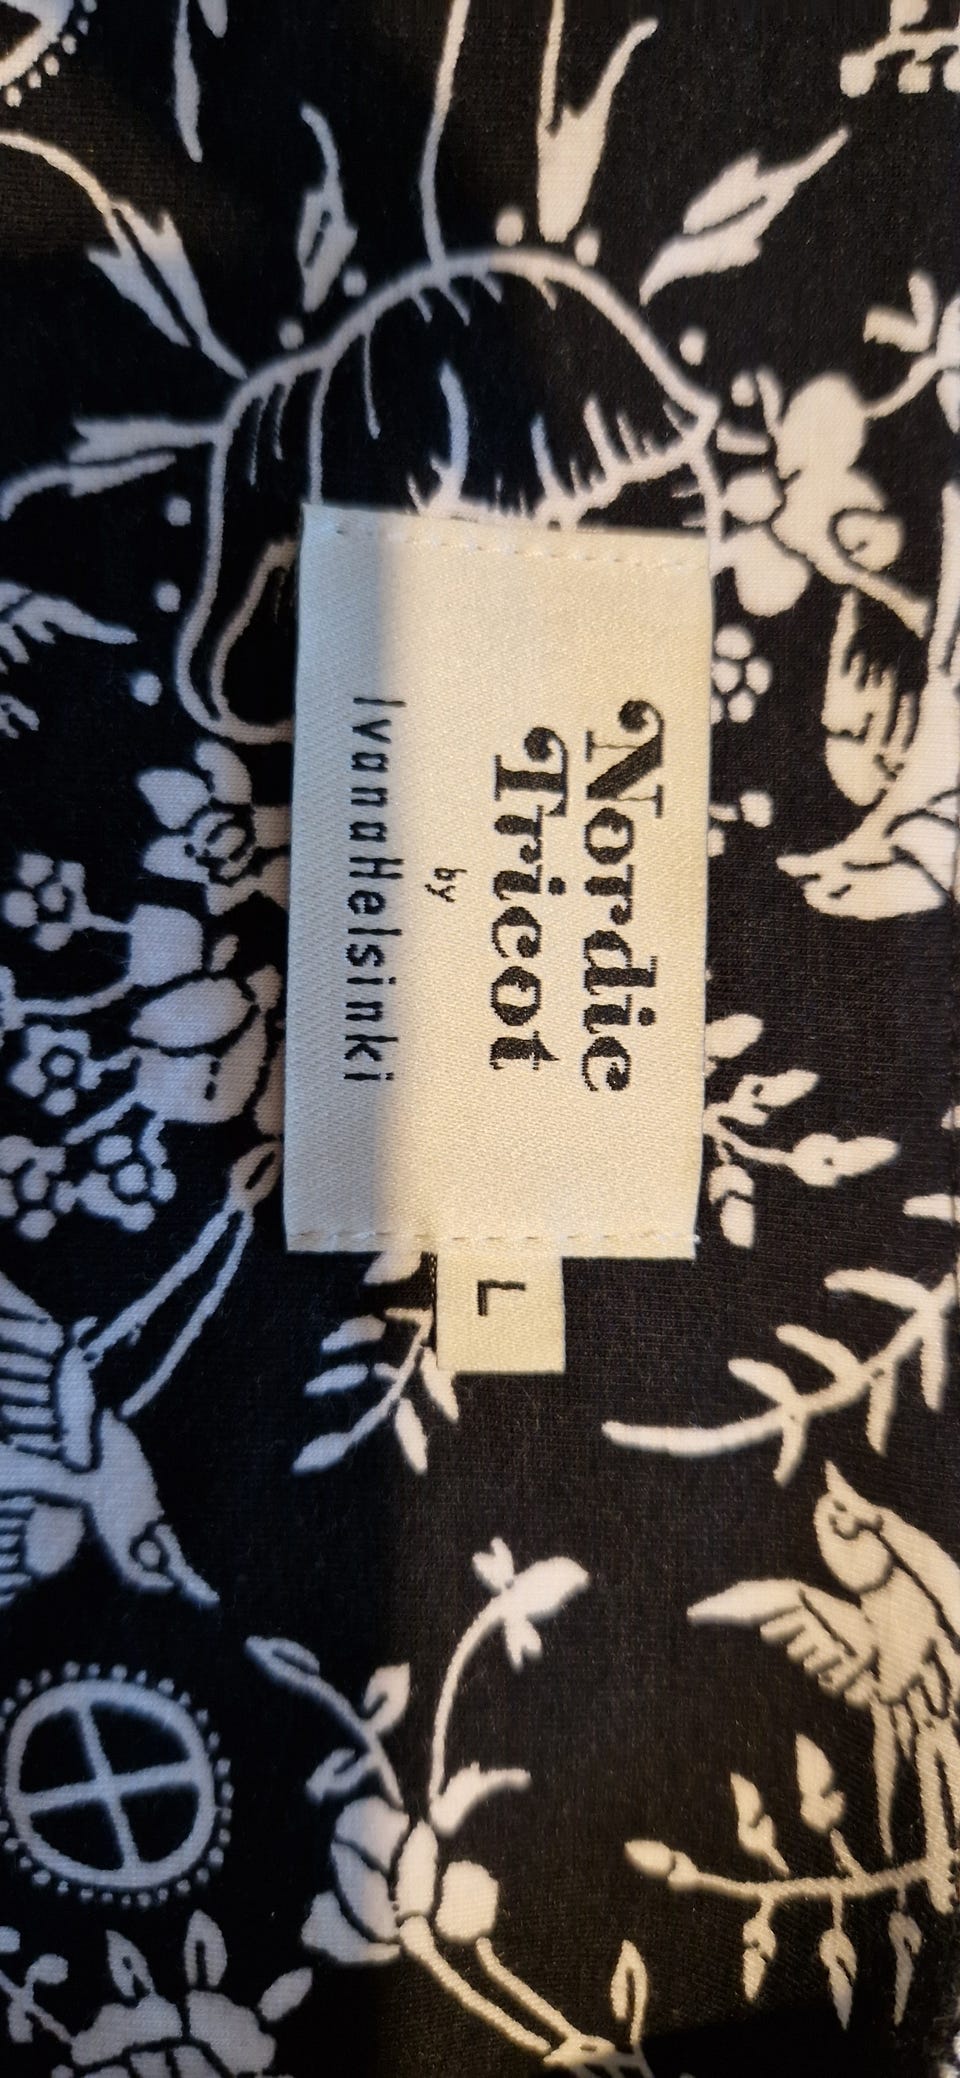 Nordic
Tricot
by
IvanaHelsinki
L